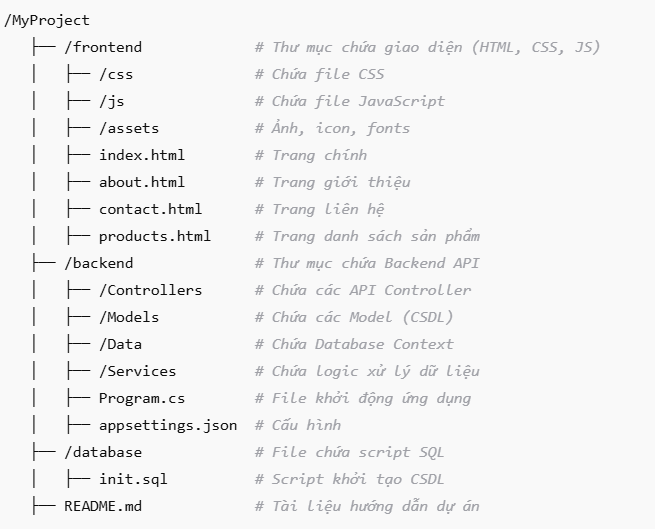 /MyProject
├── /frontend # Thư mục chứa giao diện (HTML, CSS, JS)
│ ├── /css # Chứa file CSS
│ ├── /js # Chứa file JavaScript
│ ├── /assets # Ảnh, icon, fonts
│ ├── index.html # Trang chính
│ ├── about.html # Trang giới thiệu
│ ├── contact.html # Trang liên hệ
│ ├── products.html # Trang danh sách sản phẩm
├── /backend # Thư mục chứa Backend API
│ ├── /Controllers # Chứa các API Controller
│ ├── /Models # Chứa các Model (CSDL)
│ ├── /Data # Chứa Database Context
│ ├── /Services # Chứa logic xử lý dữ liệu
│ ├── Program.cs # File khởi động ứng dụng
│ ├── appsettings.json # Cấu hình
├── /database # File chứa script SQL
│ ├── init.sql # Script khởi tạo CSDL
├── README.md # Tài liệu hướng dẫn dự án